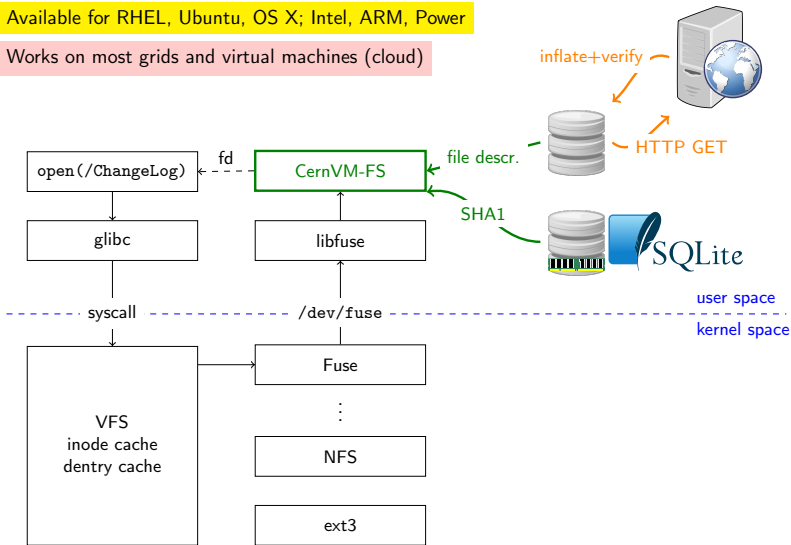 Available for RHEL, Ubuntu, OS X; Intel, ARM, Power
Works on most grids and virtual machines (cloud)
inflate+verify
HTTP GET
file descr.
SHA1
SQLite
open(/ChangeLog)
fd
CernVM-FS
glibc
libfuse
syscall
/dev/fuse
user space
kernel space
VFS
inode cache
dentry cache
Fuse
⋮
NFS
ext3